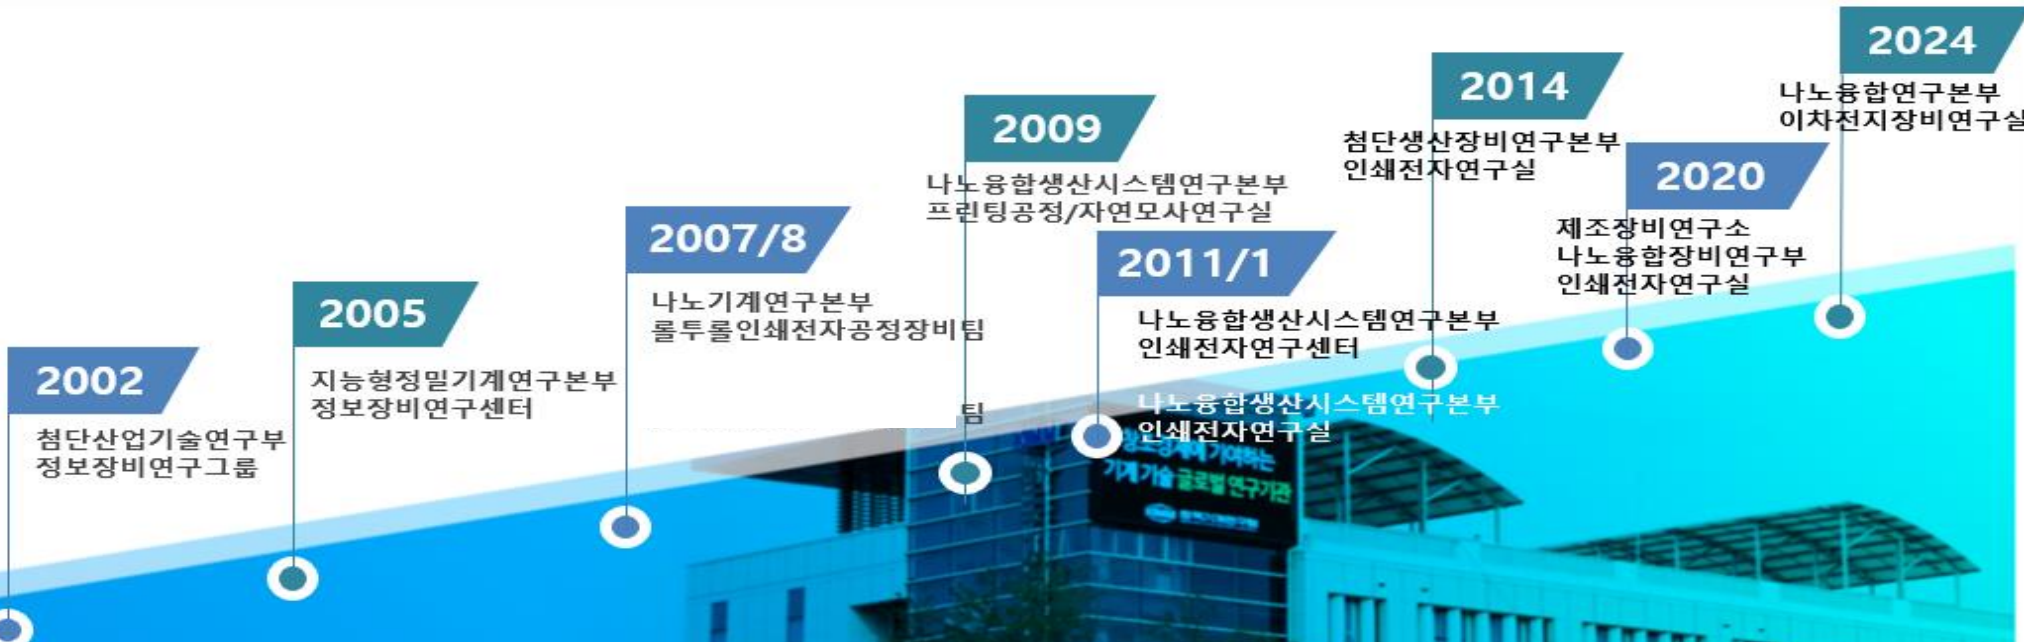 2002
첨단산업기술연구부
정보장비연구그룹
2005
지능형정밀기계연구본부
정보장비연구센터
2007/8
나노기계연구본부
롤투롤인쇄전자공정장비팀
팀
2009
나노융합생산시스템연구본부
프린팅공정/자연모사연구실
2011/1
나노융합생산시스템연구본부
인쇄전자연구센터
나노융합생산시스템연구본부
인쇄전자연구실
2014
첨단생산장비연구본부
인쇄전자연구실
2020
제조장비연구소
나노융합장비연구부
인쇄전자연구실
2024
나노융합연구본부
이차전지장비연구실
창조경제에 기여하는
기계기술 글로벌 연구기관